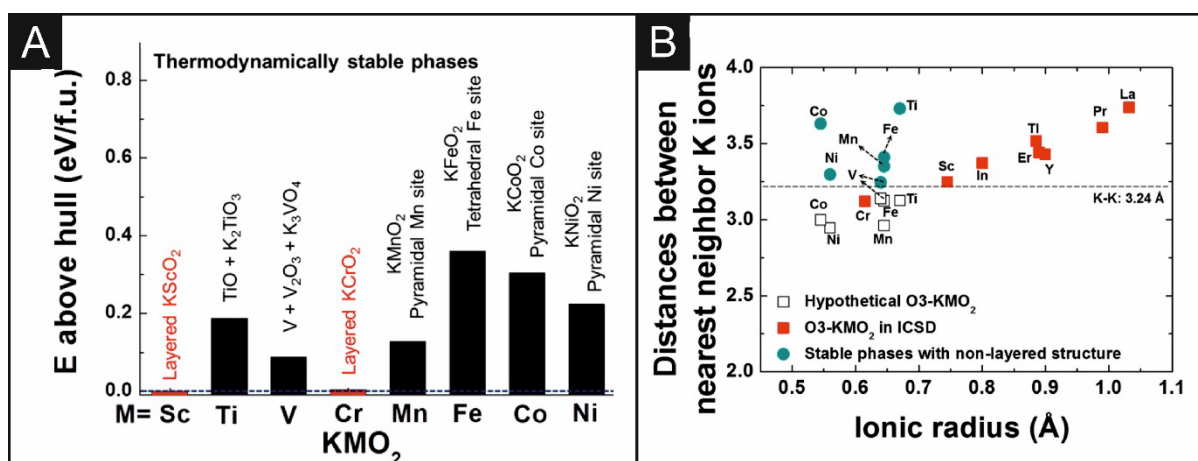 A
Thermodynamically stable phases
E above hull (eV/f.u.)
0.8
0.6
0.4
0.2
0.0
Layered KScO₂
TiO + K₂TiO₃
V + V₂O₃ + K₃VO₄
Layered KCrO₂
KMnO₂
Pyramidal Mn site
KFeO₂
Tetrahedral Fe site
KCoO₂
Pyramidal Co site
KNiO₂
Pyramidal Ni site
M= Sc Ti V Cr Mn Fe Co Ni
KMO₂
B
Distances between
nearest neighbor K ions
4.0
3.5
3.0
2.5
2.0
Co
Ti
Fe
Mn
Ni
V
Co
Ni
Cr
Fe
Ti
Mn
Sc
In
Tl
Er
Y
Pr
La
K-K: 3.24 Å
Hypothetical O3-KMO₂
O3-KMO₂ in ICSD
Stable phases with non-layered structure
0.5 0.6 0.7 0.8 0.9 1.0 1.1
Ionic radius (Å)